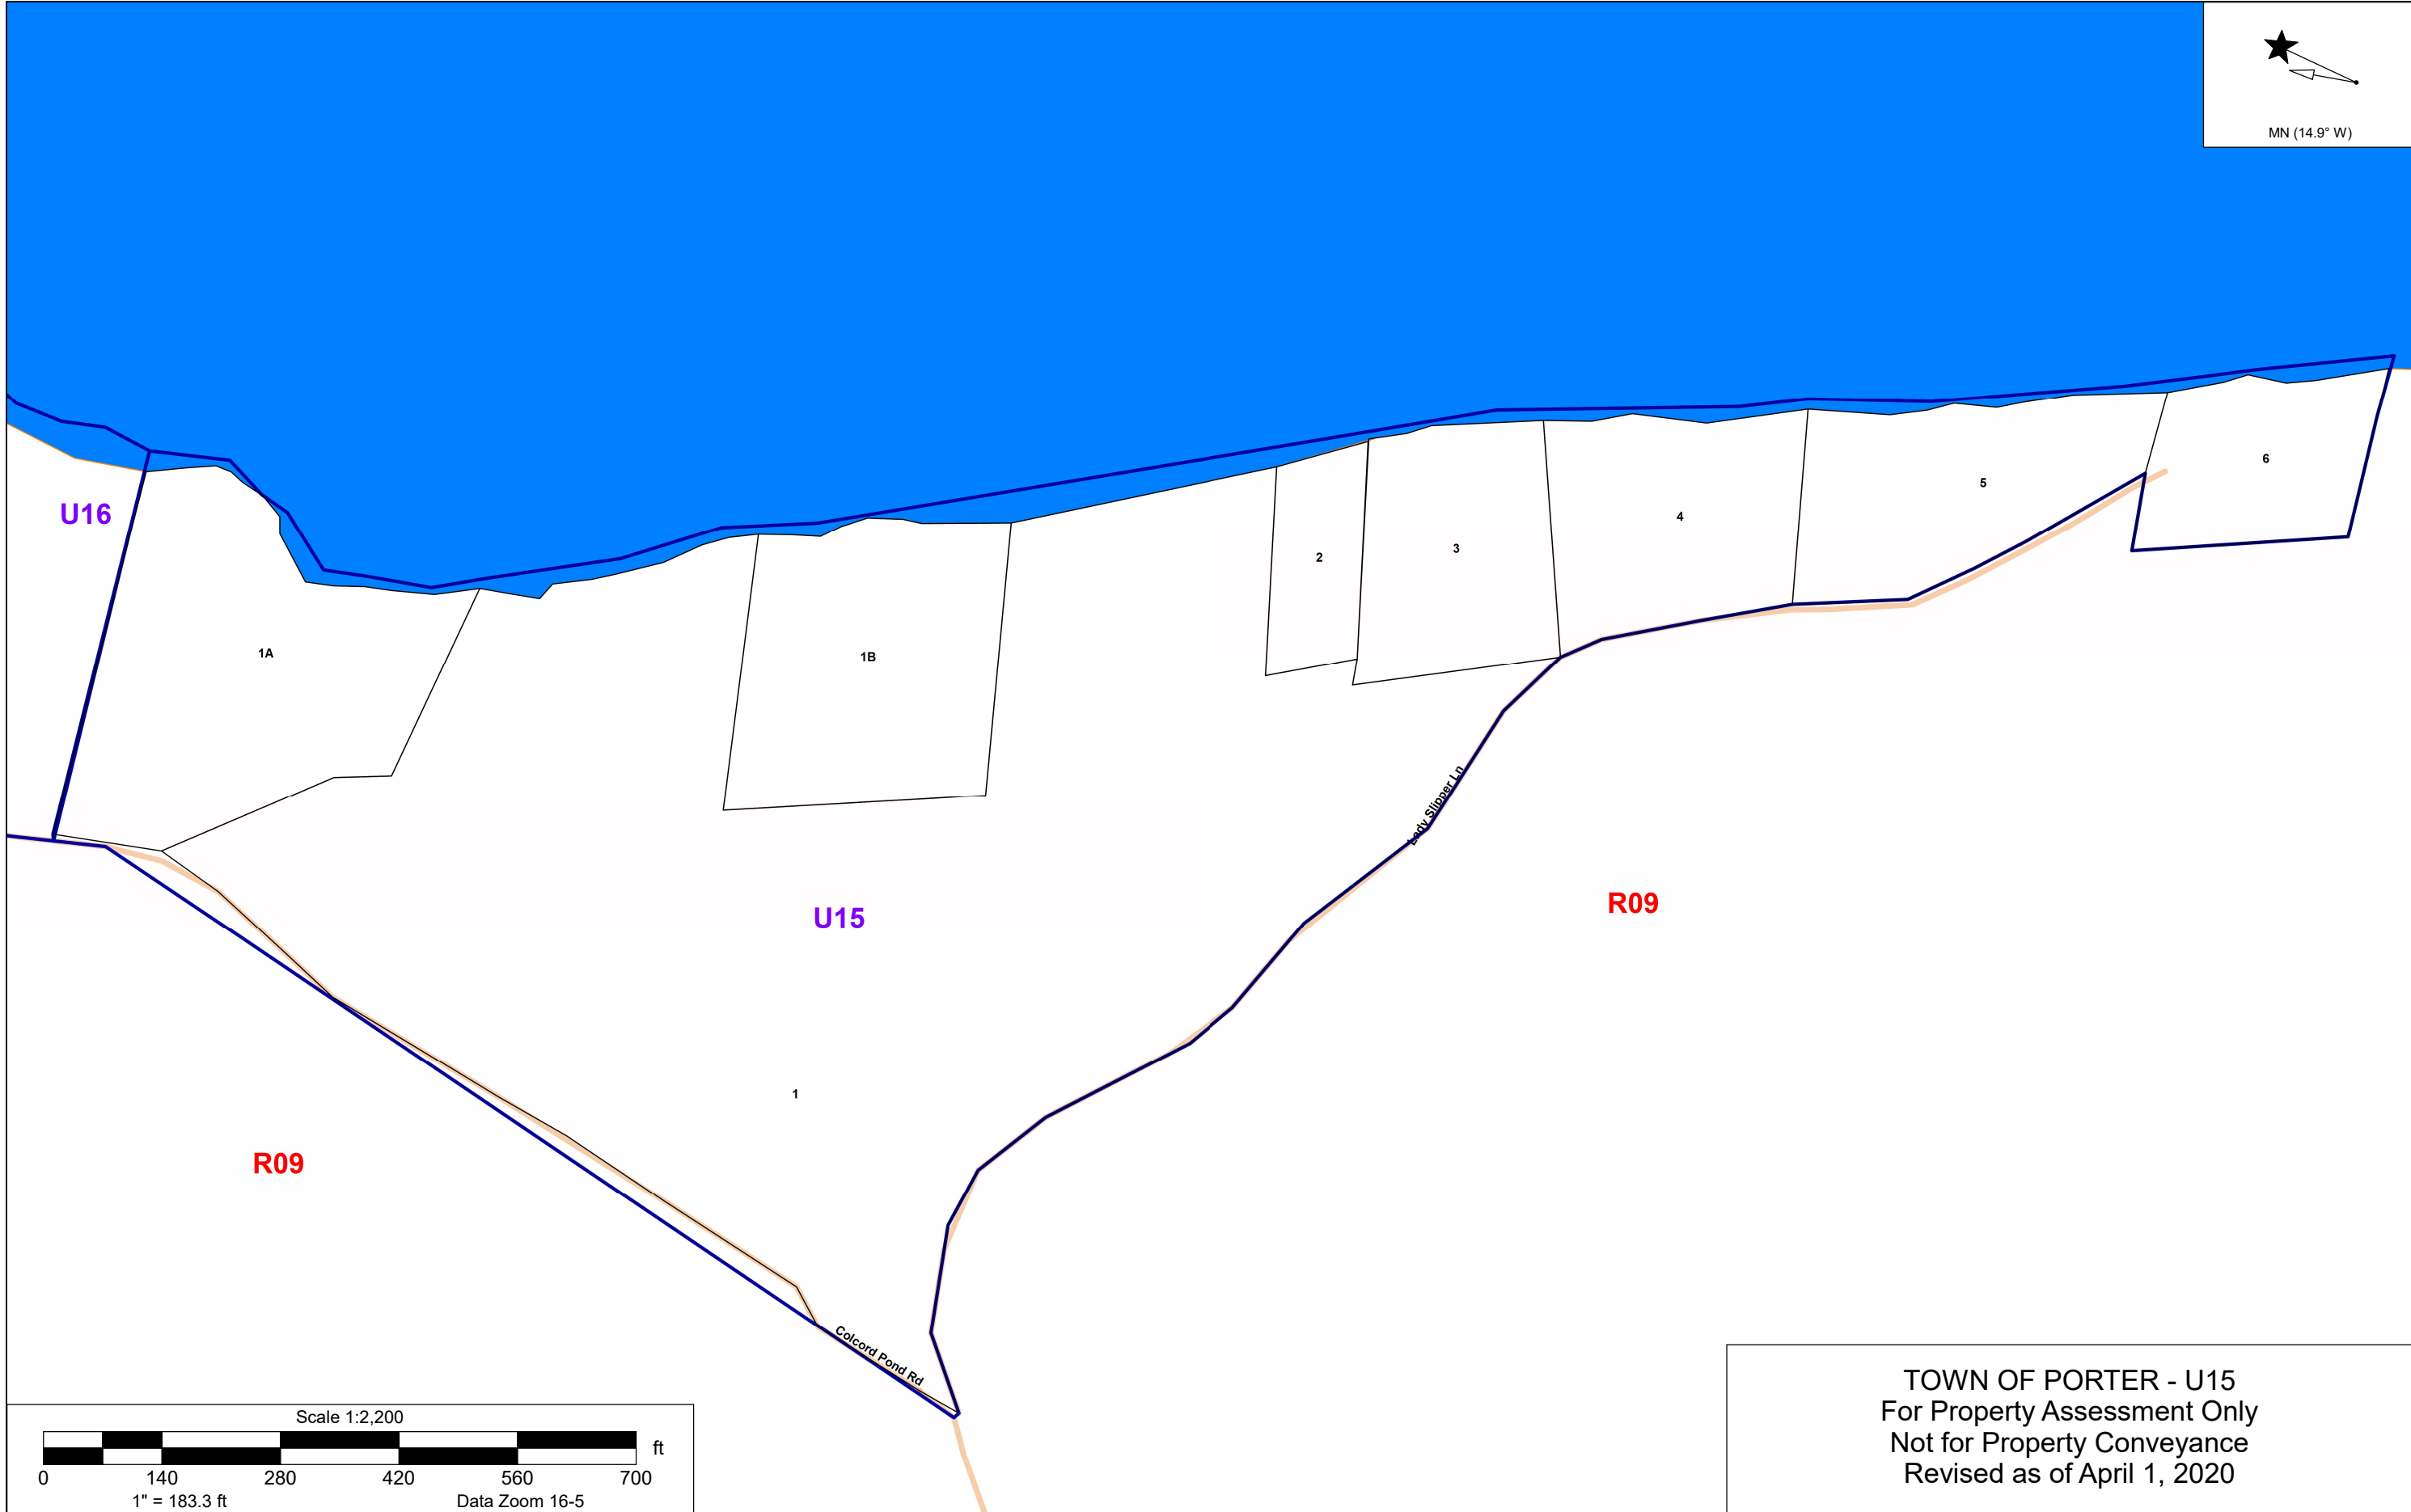 MN (14.9° W)
U16
6
5
4
3
2
1A
1B
Lady Slipper Ln
U15
R09
1
R09
Colcord Pond Rd
Scale 1:2,200
ft
0 140 280 420 560 700
1" = 183.3 ft Data Zoom 16-5
TOWN OF PORTER - U15
For Property Assessment Only
Not for Property Conveyance
Revised as of April 1, 2020